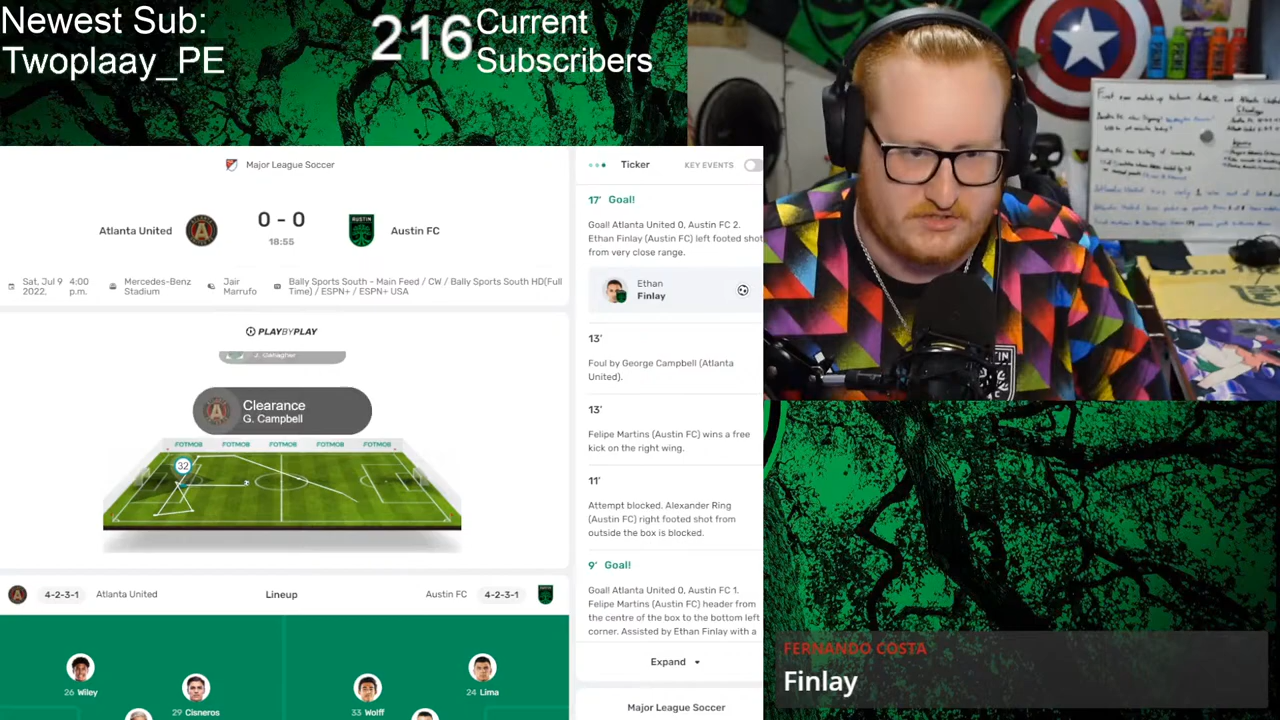 Newest Sub:
Twoplaay_PE
216
Current
Subscribers
Major League Soccer
Atlanta United
0 - 0
18:55
AUSTIN
Austin FC
Sat, Jul 9
2022,
4:00
p.m.
Mercedes-Benz
Stadium
Jair
Marrufo
Bally Sports South - Main Feed / CW / Bally Sports South HD(Full
Time) / ESPN+ / ESPN+ USA
PLAYBYPLAY
J. Gallagher
Clearance
G. Campbell
FOTMOB FOTMOB FOTMOB FOTMOB FOTMOB
32
4-2-3-1
Atlanta United
Lineup
Austin FC
4-2-3-1
26 Wiley
29 Cisneros
33 Wolff
24 Lima
Ticker
KEY EVENTS
17' Goal!
Goal! Atlanta United 0, Austin FC 2.
Ethan Finlay (Austin FC) left footed shot
from very close range.
Ethan
Finlay
13'
Foul by George Campbell (Atlanta
United).
13'
Felipe Martins (Austin FC) wins a free
kick on the right wing.
11'
Attempt blocked. Alexander Ring
(Austin FC) right footed shot from
outside the box is blocked.
9' Goal!
Goal! Atlanta United 0, Austin FC 1.
Felipe Martins (Austin FC) header from
the centre of the box to the bottom left
corner. Assisted by Ethan Finlay with a
Expand
Major League Soccer
FERNANDO COSTA
Finlay